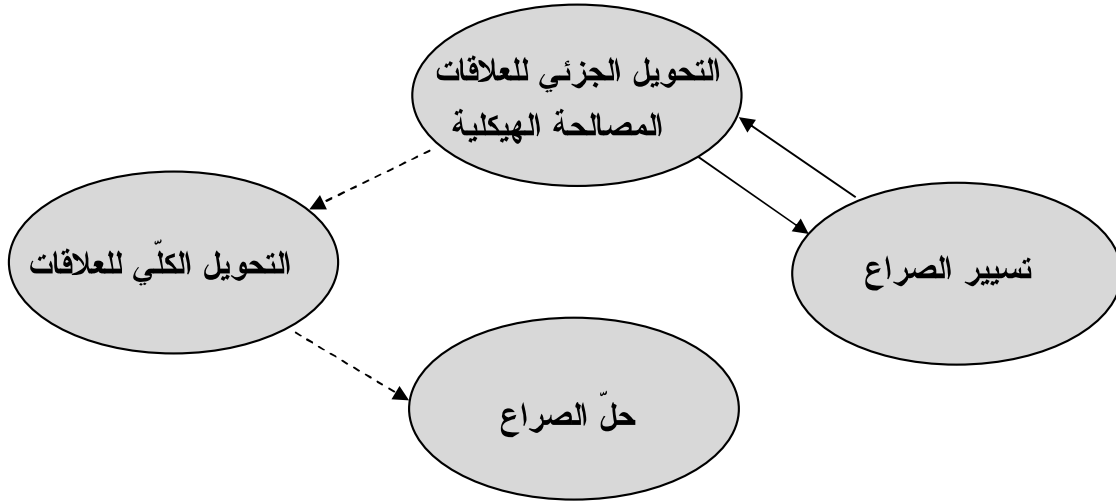 التحويل الجزئي للعلاقات
المصالحة الهيكلية
تسيير الصراع
التحويل الكلّي للعلاقات
حلّ الصراع